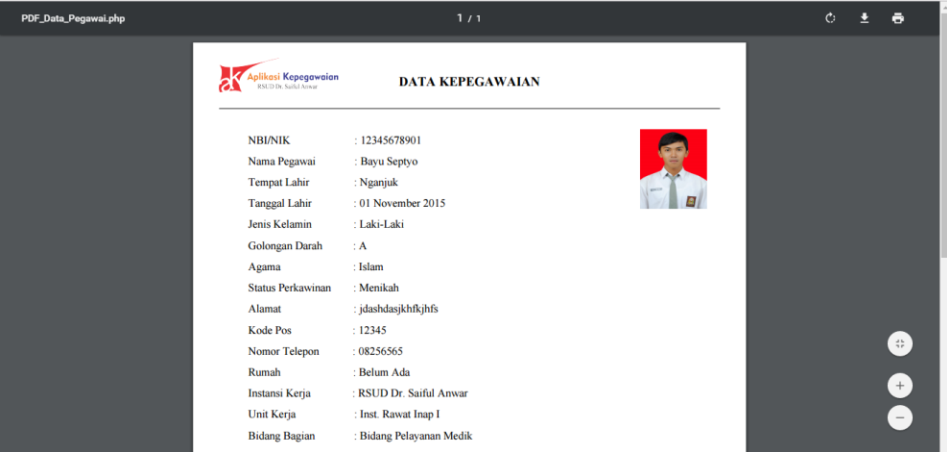 PDF_Data_Pegawai.php
1 / 1
Aplikasi Kepegawaian
RSUD Dr. Saiful Anwar
DATA KEPEGAWAIAN
NBI/NIK : 12345678901
Nama Pegawai : Bayu Septyo
Tempat Lahir : Nganjuk
Tanggal Lahir : 01 November 2015
Jenis Kelamin : Laki-Laki
Golongan Darah : A
Agama : Islam
Status Perkawinan : Menikah
Alamat : jdashdasjkhfkjhfs
Kode Pos : 12345
Nomor Telepon : 08256565
Rumah : Belum Ada
Instansi Kerja : RSUD Dr. Saiful Anwar
Unit Kerja : Inst. Rawat Inap I
Bidang Bagian : Bidang Pelayanan Medik